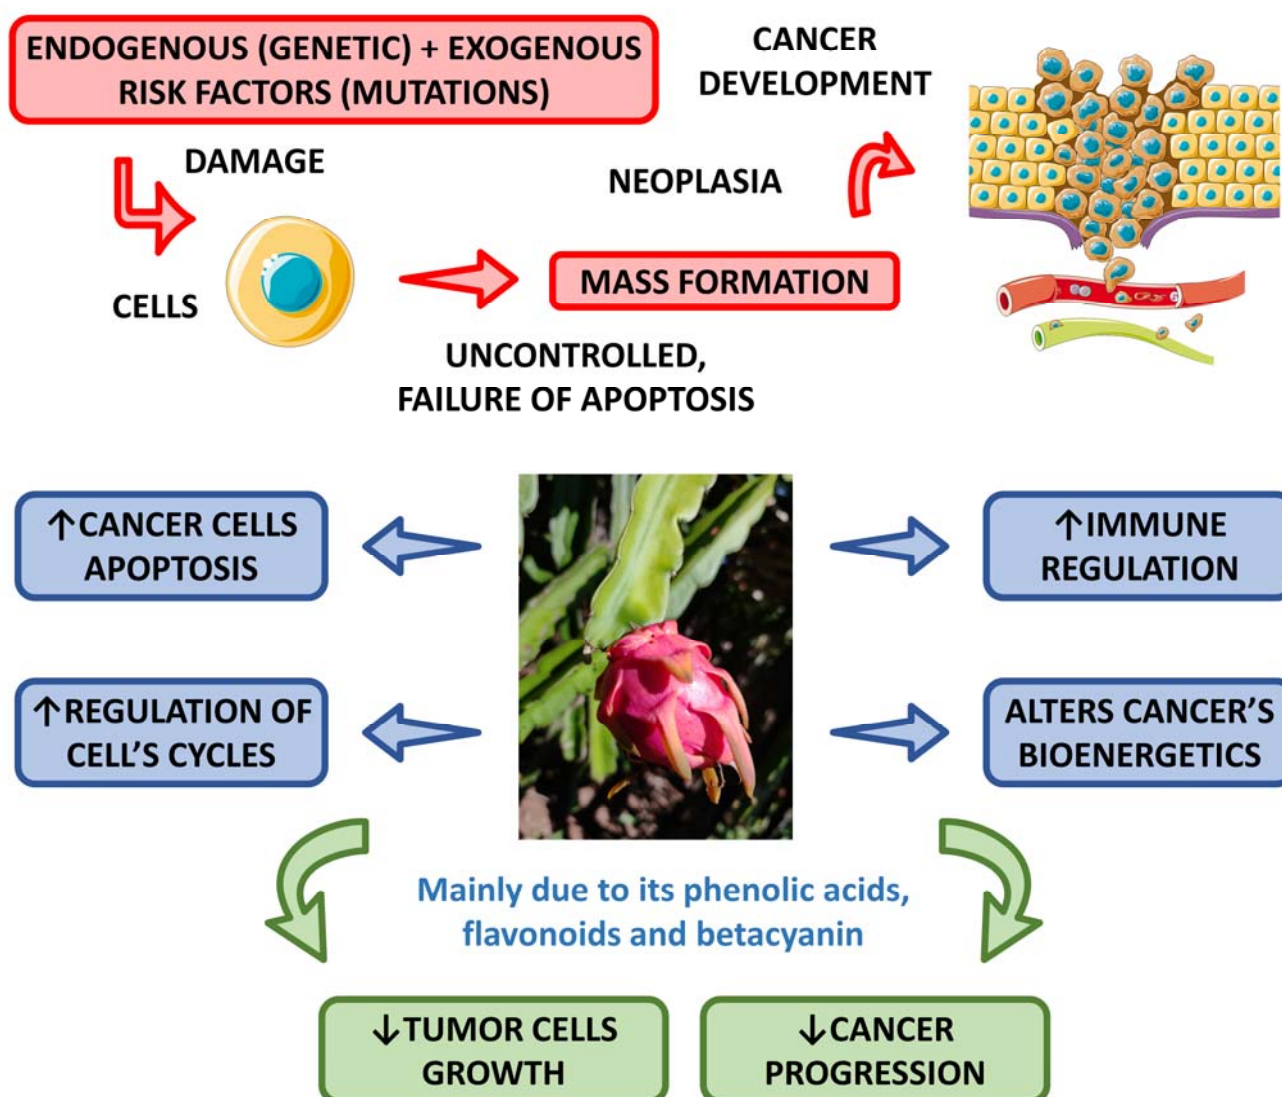 ENDOGENOUS (GENETIC) + EXOGENOUS
RISK FACTORS (MUTATIONS)
CANCER
DEVELOPMENT
DAMAGE
NEOPLASIA
CELLS
MASS FORMATION
UNCONTROLLED,
FAILURE OF APOPTOSIS
↑CANCER CELLS
APOPTOSIS
↑IMMUNE
REGULATION
↑REGULATION OF
CELL’S CYCLES
ALTERS CANCER’S
BIOENERGETICS
Mainly due to its phenolic acids,
flavonoids and betacyanin
↓TUMOR CELLS
GROWTH
↓CANCER
PROGRESSION